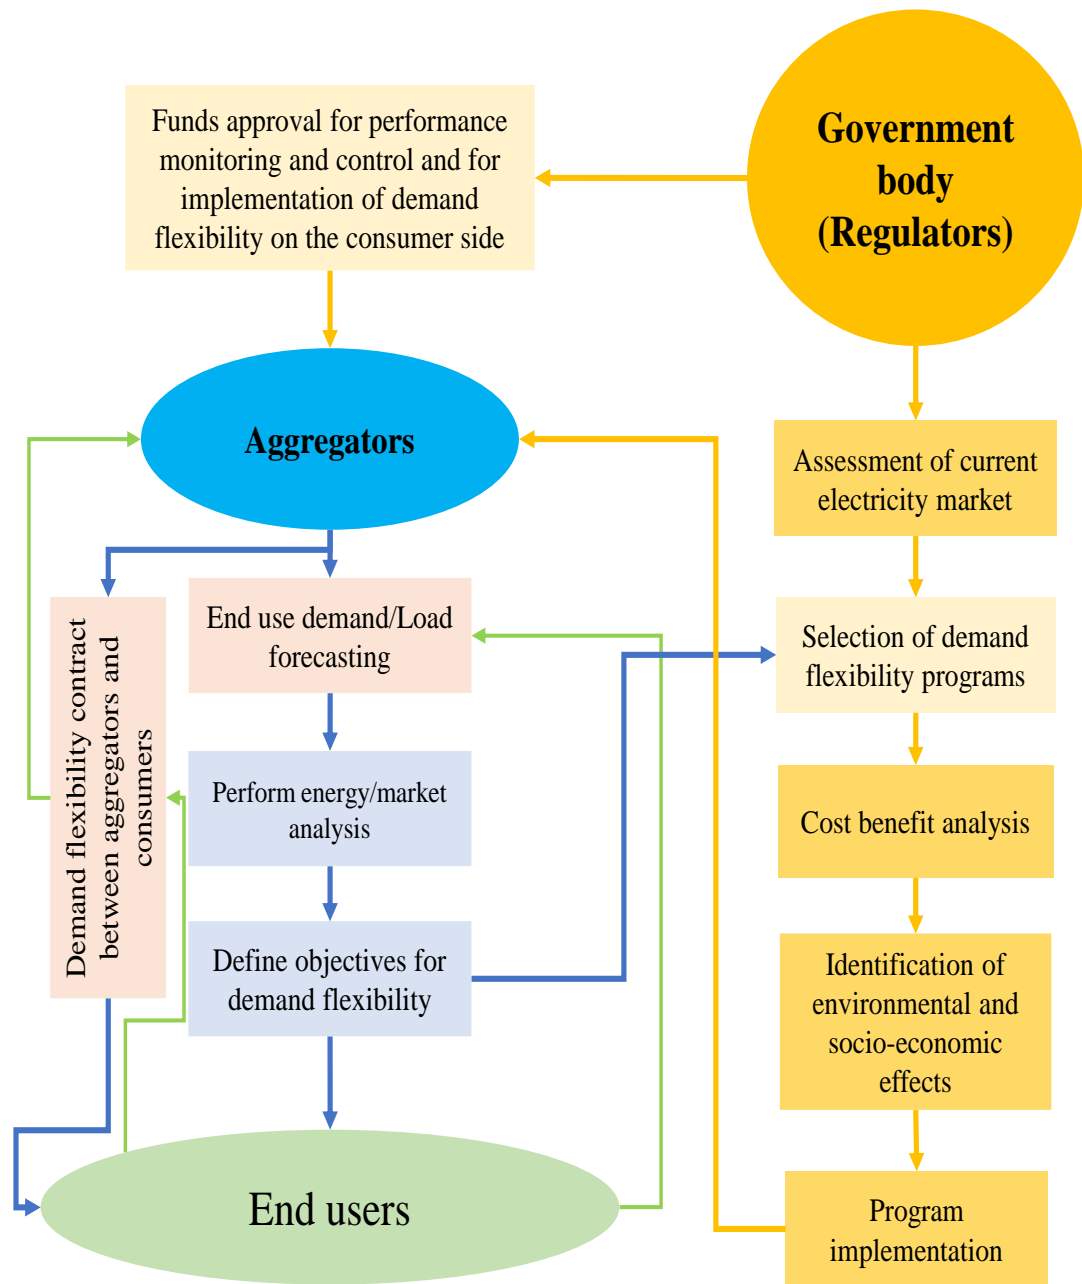 Funds approval for performance
monitoring and control and for
implementation of demand
flexibility on the consumer side
Government
body
(Regulators)
Aggregators
Assessment of current
electricity market
Demand flexibility contract
between aggregators and
consumers
End use demand/Load
forecasting
Selection of demand
flexibility programs
Perform energy/market
analysis
Cost benefit analysis
Define objectives for
demand flexibility
Identification of
environmental and
socio-economic
effects
End users
Program
implementation